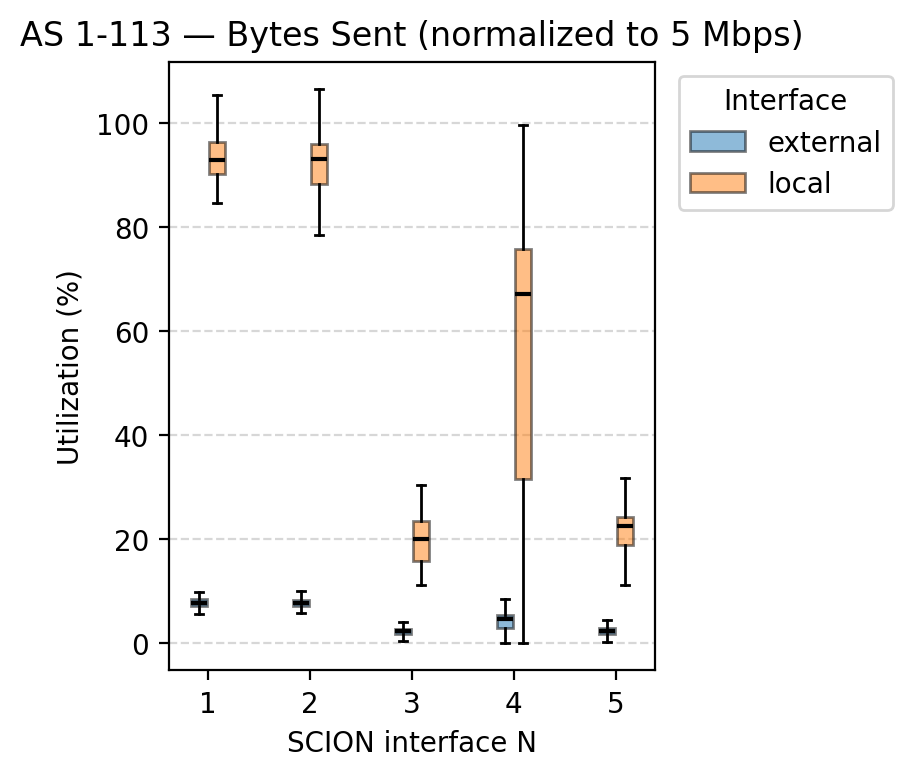 AS 1-113 — Bytes Sent (normalized to 5 Mbps)
Interface
external
local
Utilization (%)
100
80
60
40
20
0
1 2 3 4 5
SCION interface N